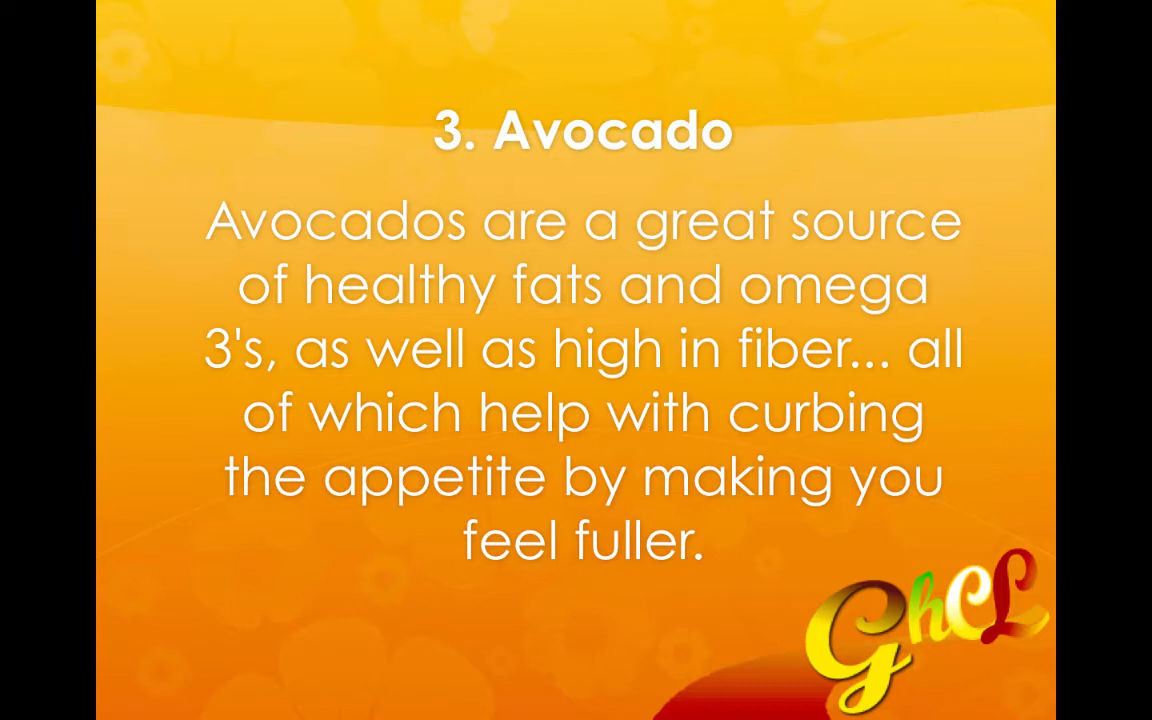 3. Avocado
Avocados are a great source
of healthy fats and omega
3's, as well as high in fiber... all
of which help with curbing
the appetite by making you
feel fuller.
GhCL